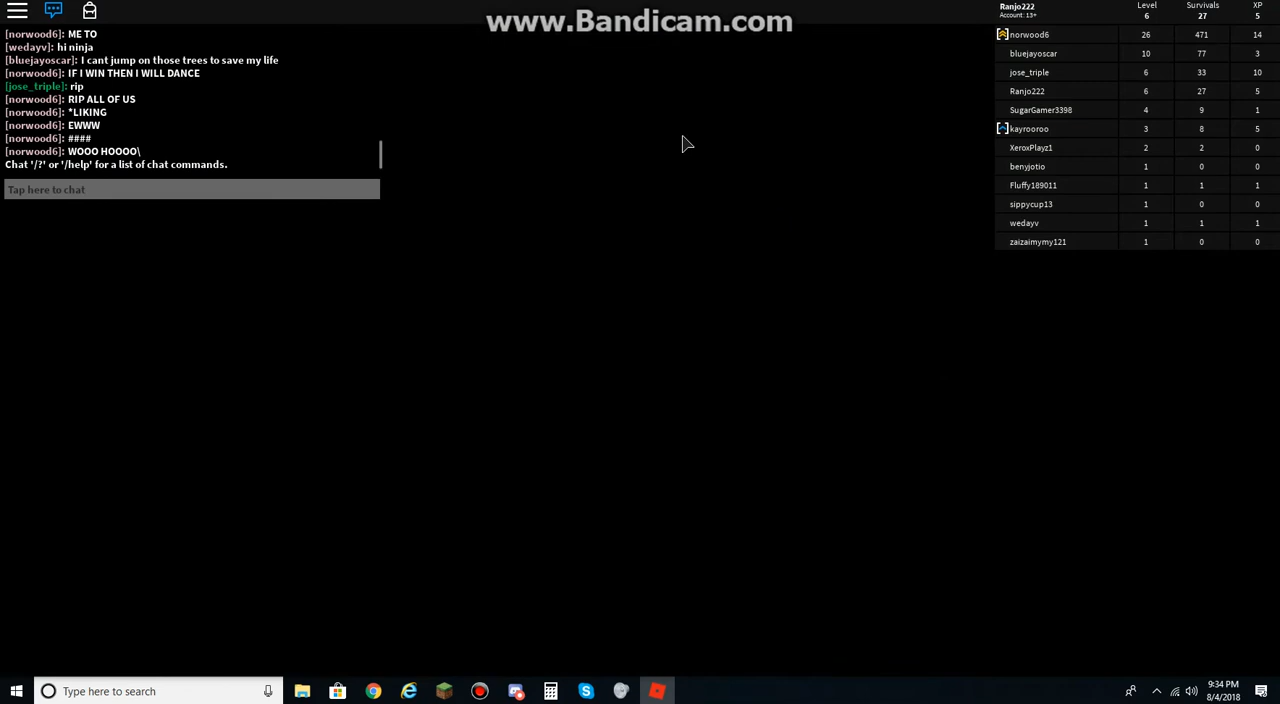 www.Bandicam.com
[norwood6]: ME TO
[wedayv]: hi ninja
[bluejayoscar]: I cant jump on those trees to save my life
[norwood6]: IF I WIN THEN I WILL DANCE
[jose_triple]: rip
[norwood6]: RIP ALL OF US
[norwood6]: *LIKING
[norwood6]: EWWW
[norwood6]: ####
[norwood6]: WOOO HOOOO\
Chat '/?' or '/help' for a list of chat commands.
Tap here to chat
Ranjo222 Level Survivals XP
Account: 13+ 6 27 5
norwood6 26 471 14
bluejayoscar 10 77 3
jose_triple 6 33 10
Ranjo222 6 27 5
SugarGamer3398 4 9 1
kayrooroo 3 8 5
XeroxPlayz1 2 2 0
benyjotio 1 0 0
Fluffy189011 1 1 1
sippycup13 1 0 0
wedayv 1 1 1
zaizaimymy121 1 0 0
Type here to search
9:34 PM
8/4/2018